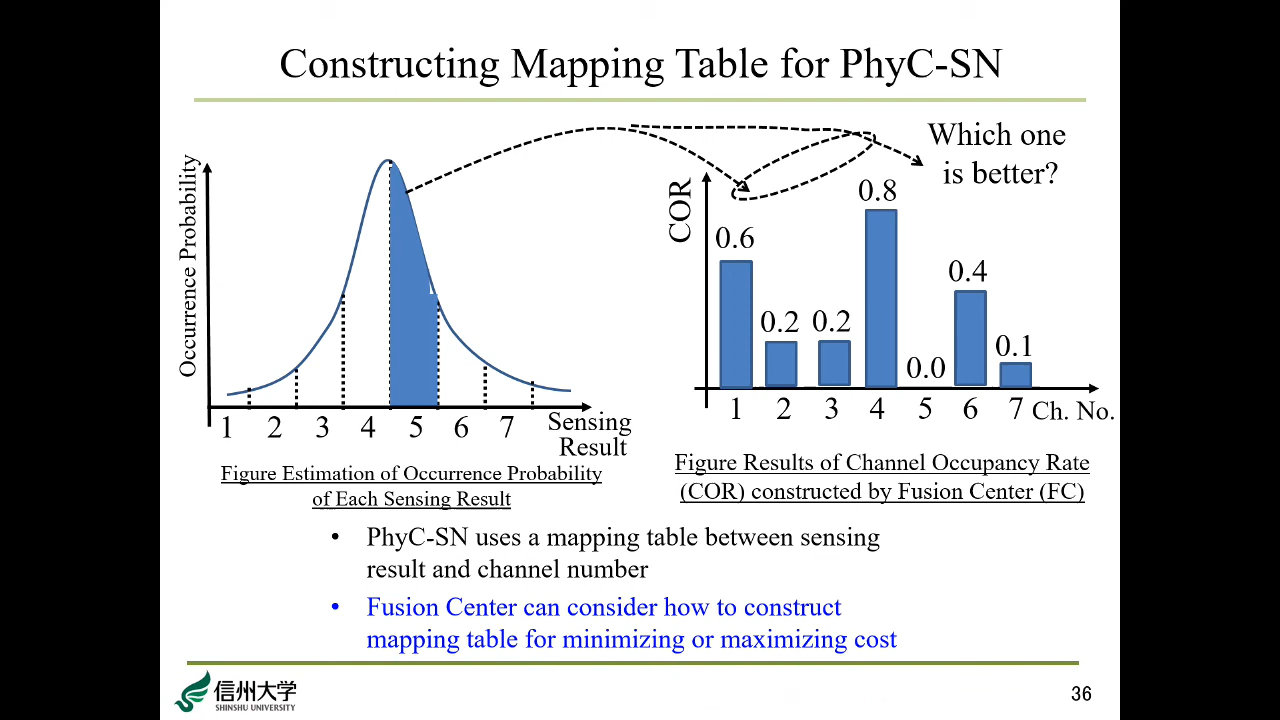 Constructing Mapping Table for PhyC-SN
Occurrence Probability
1 2 3 4 5 6 7 Sensing
Result
Figure Estimation of Occurrence Probability
of Each Sensing Result
Which one
is better?
COR
0.6
0.2
0.2
0.8
0.0
0.4
0.1
1 2 3 4 5 6 7 Ch. No.
Figure Results of Channel Occupancy Rate
(COR) constructed by Fusion Center (FC)
• PhyC-SN uses a mapping table between sensing
result and channel number
• Fusion Center can consider how to construct
mapping table for minimizing or maximizing cost
信州大学
SHINSHU UNIVERSITY
36